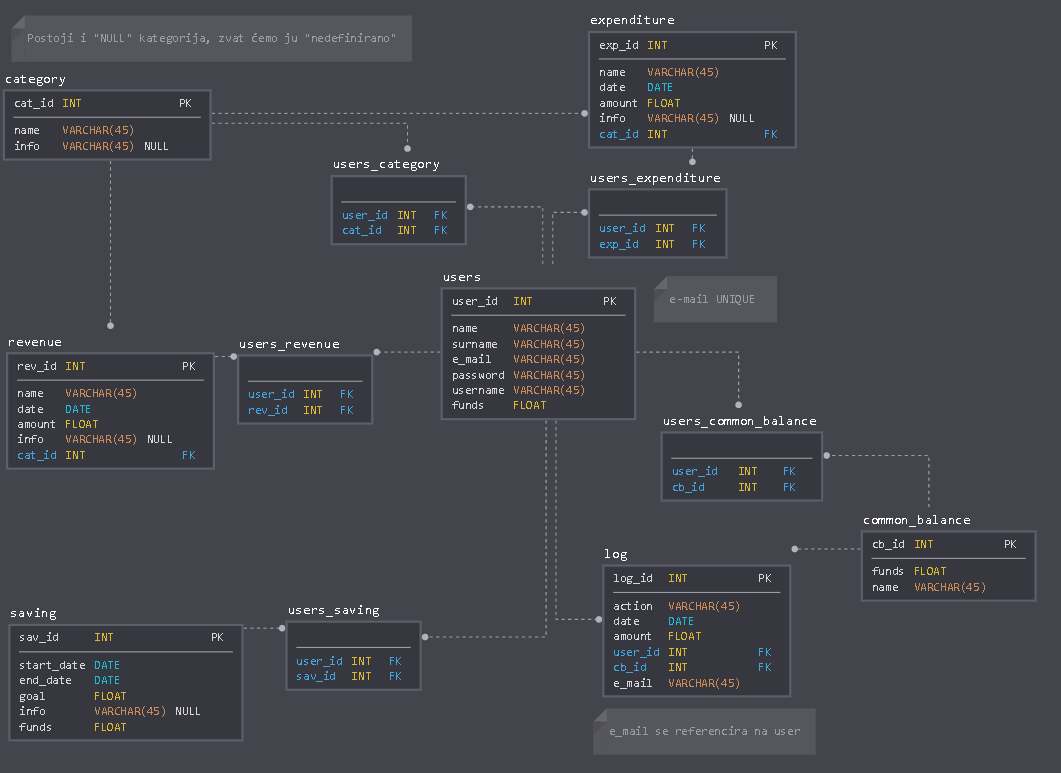 Postoji i "NULL" kategorija, zvat ćemo ju "nedefinirano"
expenditure
exp_id INT PK
name VARCHAR(45)
date DATE
amount FLOAT
info VARCHAR(45) NULL
cat_id INT FK
category
cat_id INT PK
name VARCHAR(45)
info VARCHAR(45) NULL
users_category
user_id INT FK
cat_id INT FK
users_expenditure
user_id INT FK
exp_id INT FK
users
user_id INT PK
name VARCHAR(45)
surname VARCHAR(45)
e_mail VARCHAR(45)
password VARCHAR(45)
username VARCHAR(45)
funds FLOAT
e-mail UNIQUE
revenue
rev_id INT PK
name VARCHAR(45)
date DATE
amount FLOAT
info VARCHAR(45) NULL
cat_id INT FK
users_revenue
user_id INT FK
rev_id INT FK
users_common_balance
user_id INT FK
cb_id INT FK
common_balance
cb_id INT PK
funds FLOAT
name VARCHAR(45)
log
log_id INT PK
action VARCHAR(45)
date DATE
amount FLOAT
user_id INT FK
cb_id INT FK
e_mail VARCHAR(45)
saving
sav_id INT PK
start_date DATE
end_date DATE
goal FLOAT
info VARCHAR(45) NULL
funds FLOAT
users_saving
user_id INT FK
sav_id INT FK
e_mail se referencira na user